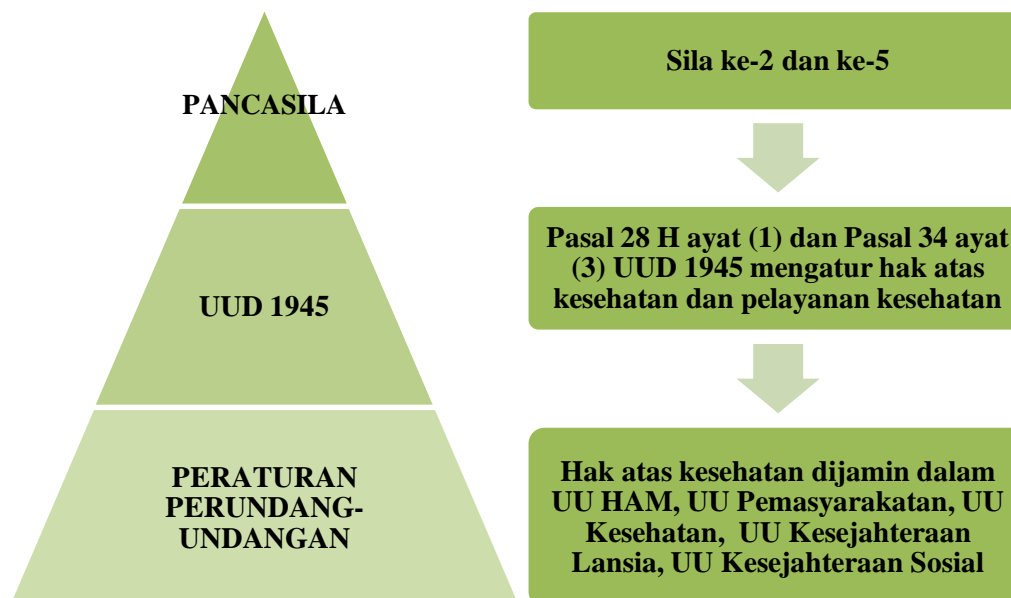 PANCASILA
UUD 1945
PERATURAN
PERUNDANG-
UNDANGAN
Sila ke-2 dan ke-5
Pasal 28 H ayat (1) dan Pasal 34 ayat
(3) UUD 1945 mengatur hak atas
kesehatan dan pelayanan kesehatan
Hak atas kesehatan dijamin dalam
UU HAM, UU Pemasyarakatan, UU
Kesehatan, UU Kesejahteraan
Lansia, UU Kesejahteraan Sosial